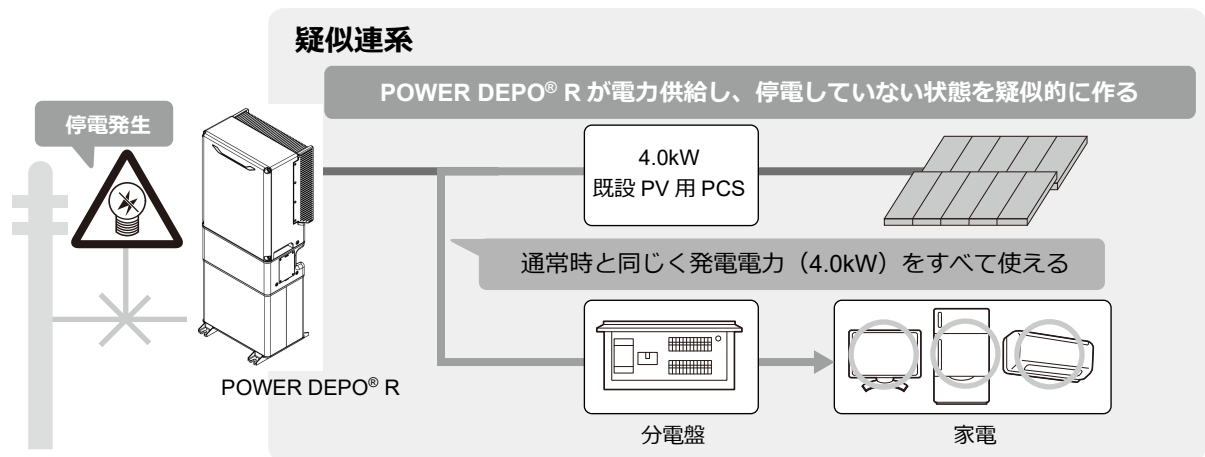 疑似連系
POWER DEPO® R が電力供給し、停電していない状態を疑似的に作る
停電発生
4.0kW
既設 PV 用 PCS
通常時と同じく発電電力（4.0kW）をすべて使える
POWER DEPO® R
分電盤
家電